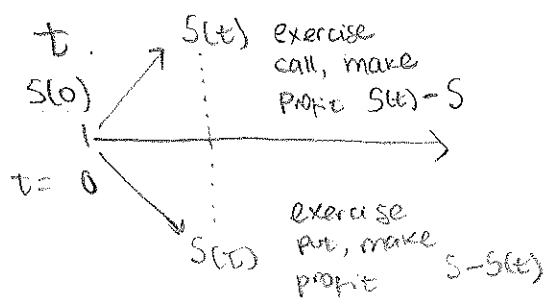 t.
S(t) exercise
call, make
profit S(t)-S
S(0)
t = 0
S(t)
exercise
put, make
profit S-S(t)